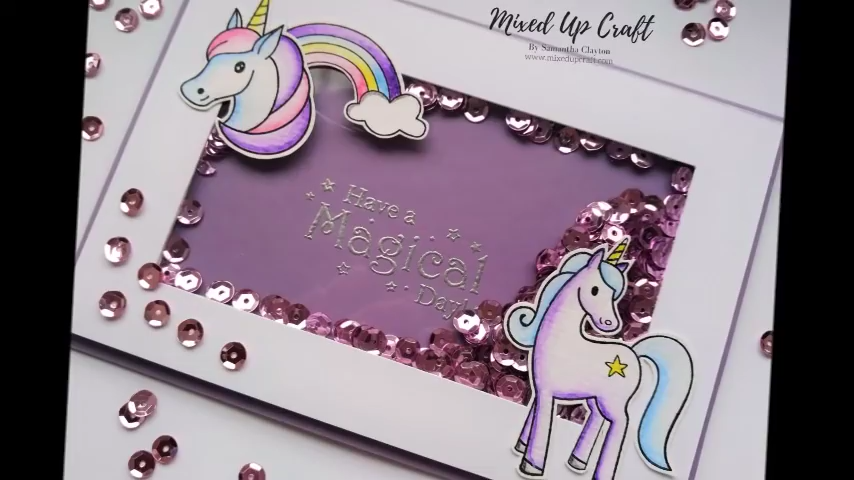 Mixed Up Craft
By Samantha Clayton
www.mixedupcraft.com
Have a
Magical
Day!